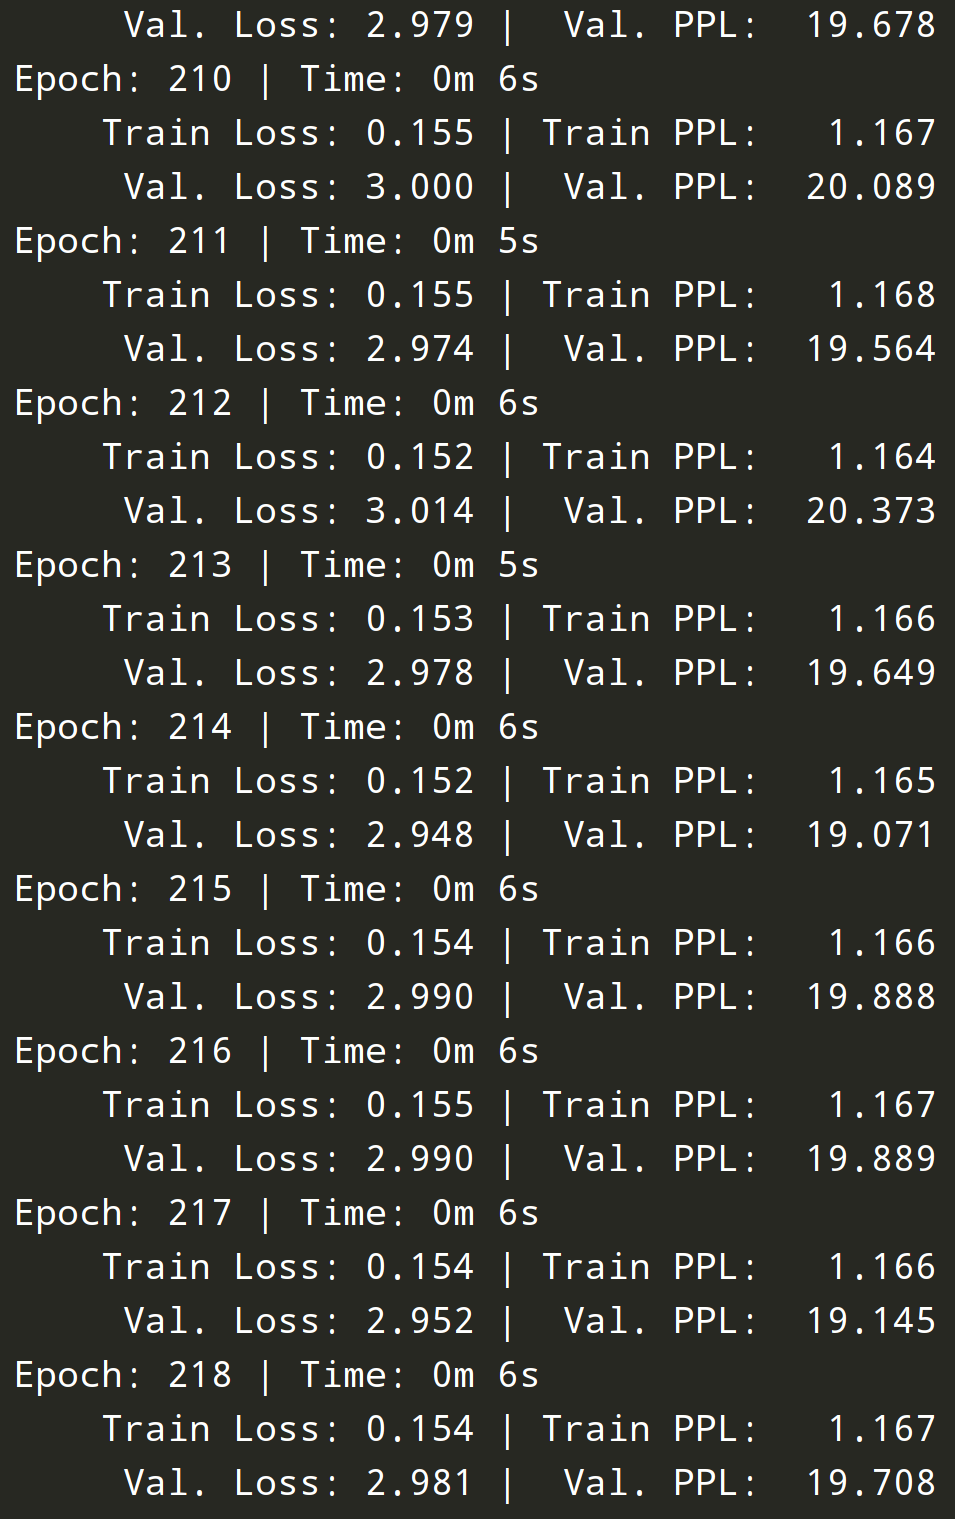 Val. Loss: 2.979 |  Val. PPL:  19.678
Epoch: 210 | Time: 0m 6s
Train Loss: 0.155 | Train PPL:   1.167
Val. Loss: 3.000 |  Val. PPL:  20.089
Epoch: 211 | Time: 0m 5s
Train Loss: 0.155 | Train PPL:   1.168
Val. Loss: 2.974 |  Val. PPL:  19.564
Epoch: 212 | Time: 0m 6s
Train Loss: 0.152 | Train PPL:   1.164
Val. Loss: 3.014 |  Val. PPL:  20.373
Epoch: 213 | Time: 0m 5s
Train Loss: 0.153 | Train PPL:   1.166
Val. Loss: 2.978 |  Val. PPL:  19.649
Epoch: 214 | Time: 0m 6s
Train Loss: 0.152 | Train PPL:   1.165
Val. Loss: 2.948 |  Val. PPL:  19.071
Epoch: 215 | Time: 0m 6s
Train Loss: 0.154 | Train PPL:   1.166
Val. Loss: 2.990 |  Val. PPL:  19.888
Epoch: 216 | Time: 0m 6s
Train Loss: 0.155 | Train PPL:   1.167
Val. Loss: 2.990 |  Val. PPL:  19.889
Epoch: 217 | Time: 0m 6s
Train Loss: 0.154 | Train PPL:   1.166
Val. Loss: 2.952 |  Val. PPL:  19.145
Epoch: 218 | Time: 0m 6s
Train Loss: 0.154 | Train PPL:   1.167
Val. Loss: 2.981 |  Val. PPL:  19.708